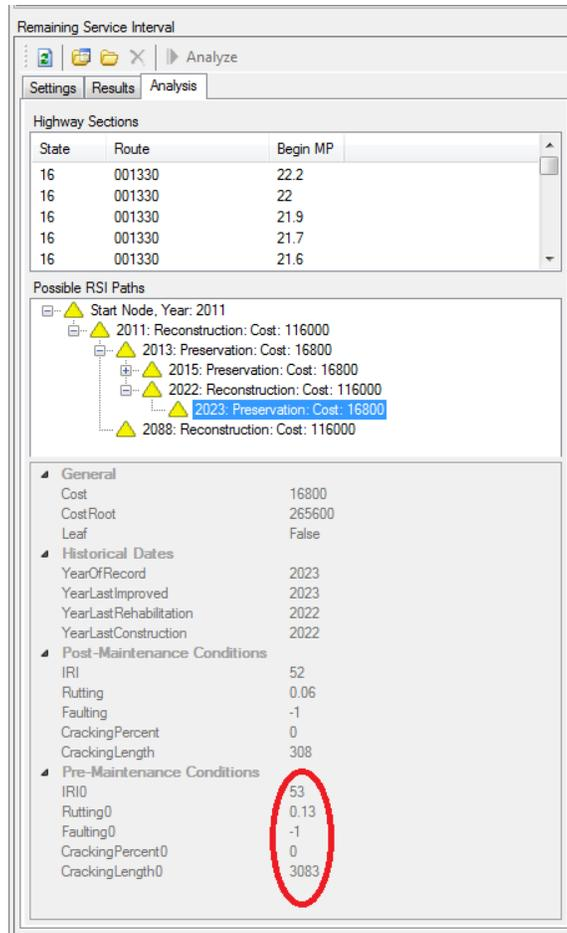 Remaining Service Interval
Analyze
Settings Results Analysis
Highway Sections
State Route Begin MP
16 001330 22.2
16 001330 22
16 001330 21.9
16 001330 21.7
16 001330 21.6
Possible RSI Paths
Start Node, Year: 2011
2011: Reconstruction: Cost: 116000
2013: Preservation: Cost: 16800
2015: Preservation: Cost: 16800
2022: Reconstruction: Cost: 116000
2023: Preservation: Cost: 16800
2088: Reconstruction: Cost: 116000
General
Cost 16800
CostRoot 265600
Leaf False
Historical Dates
YearOfRecord 2023
YearLastImproved 2023
YearLastRehabilitation 2022
YearLastConstruction 2022
Post-Maintenance Conditions
IRI 52
Rutting 0.06
Faulting -1
CrackingPercent 0
CrackingLength 308
Pre-Maintenance Conditions
IRI0 53
Rutting0 0.13
Faulting0 -1
CrackingPercent0 0
CrackingLength0 3083